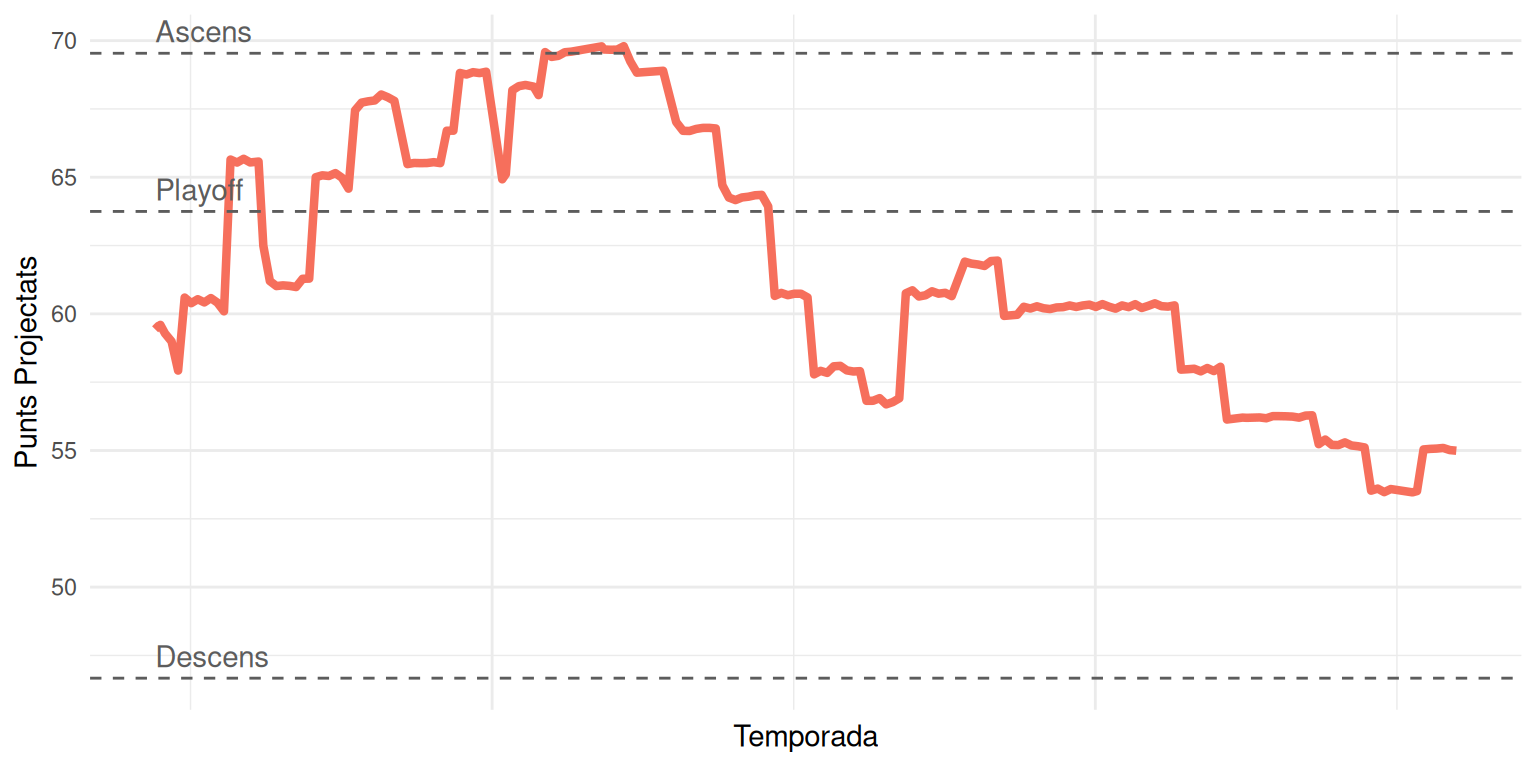 Ascens
70
65
Playoff
60
55
50
Descens
Punts Projectats
Temporada